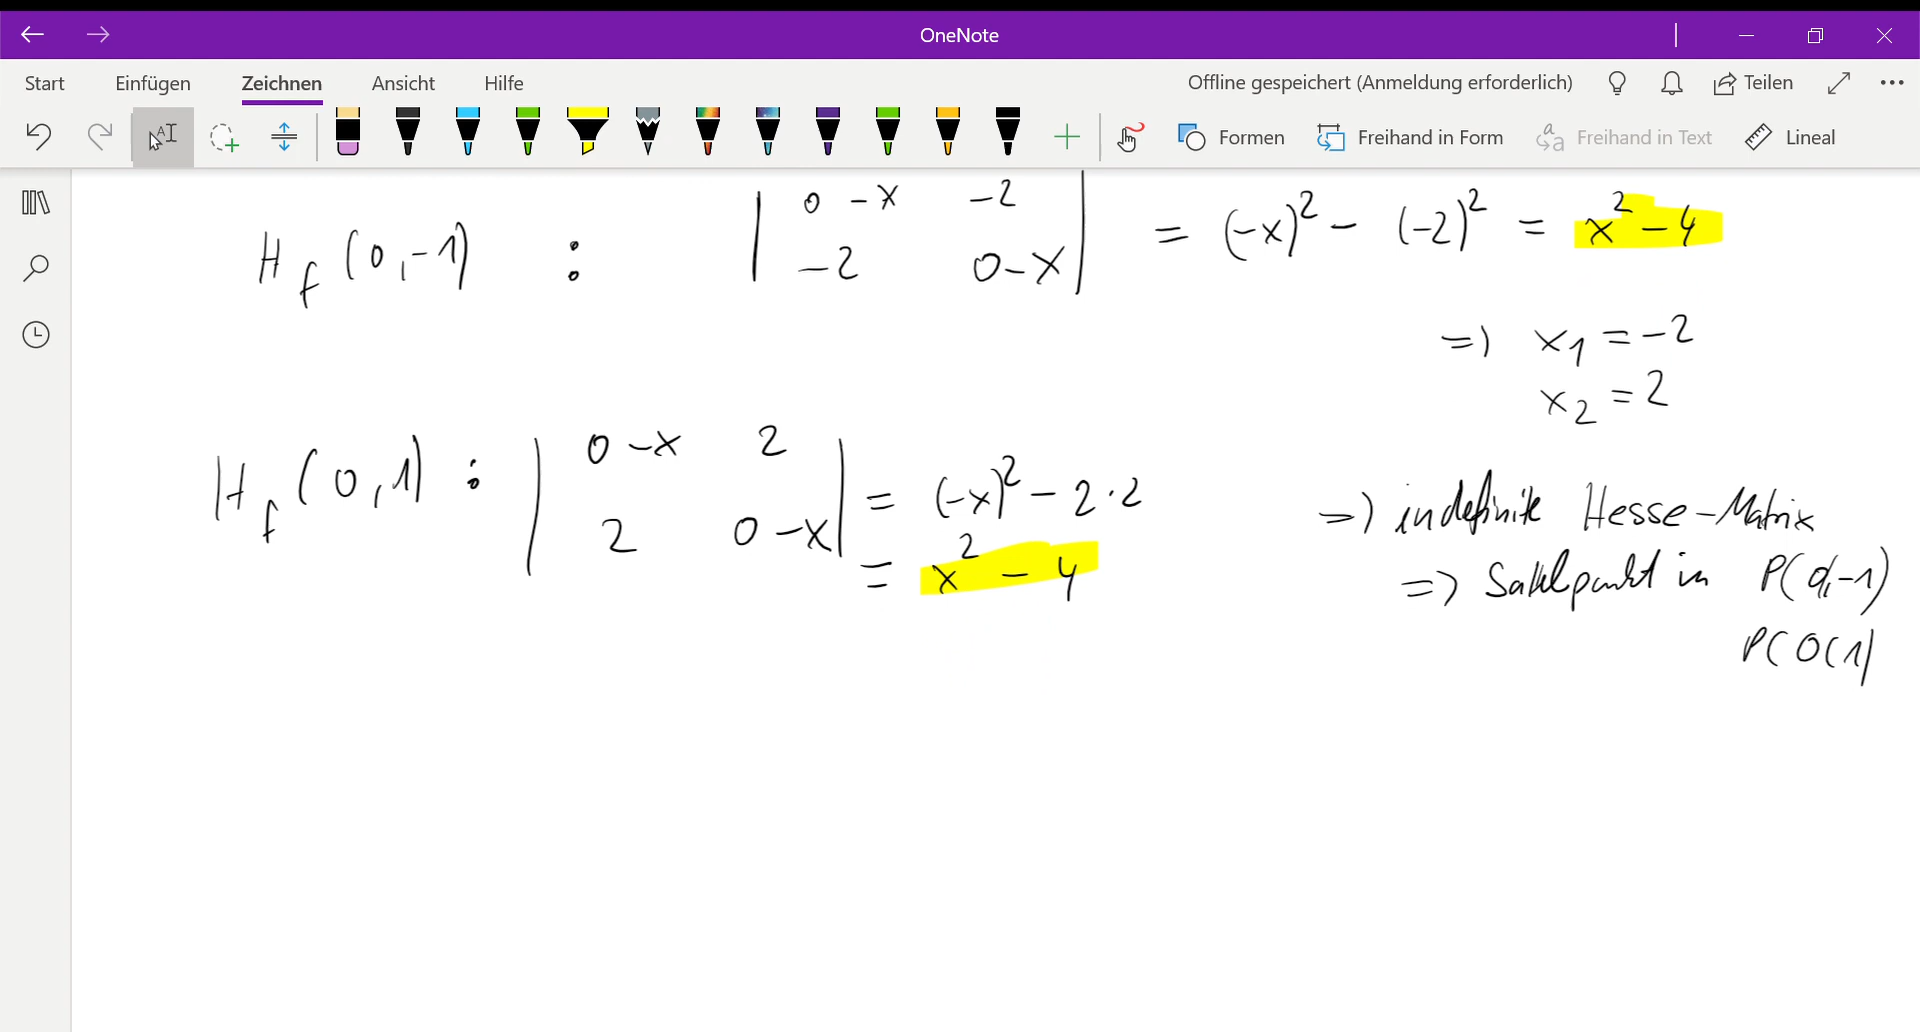 OneNote
Start Einfügen Zeichnen Ansicht Hilfe Offline gespeichert (Anmeldung erforderlich) Teilen
Formen Freihand in Form Freihand in Text Lineal
H_f (0,-1) : | 0-x -2 | = (-x)² - (-2)² = x² - 4
| -2 0-x |
=> x₁ = -2
x₂ = 2
H_f (0,1) : | 0-x 2 | = (-x)² - 2·2
| 2 0-x |
= x² - 4
=> indefinite Hesse-Matrix
=> Sattelpunkt in P(0,-1)
P(0,1)